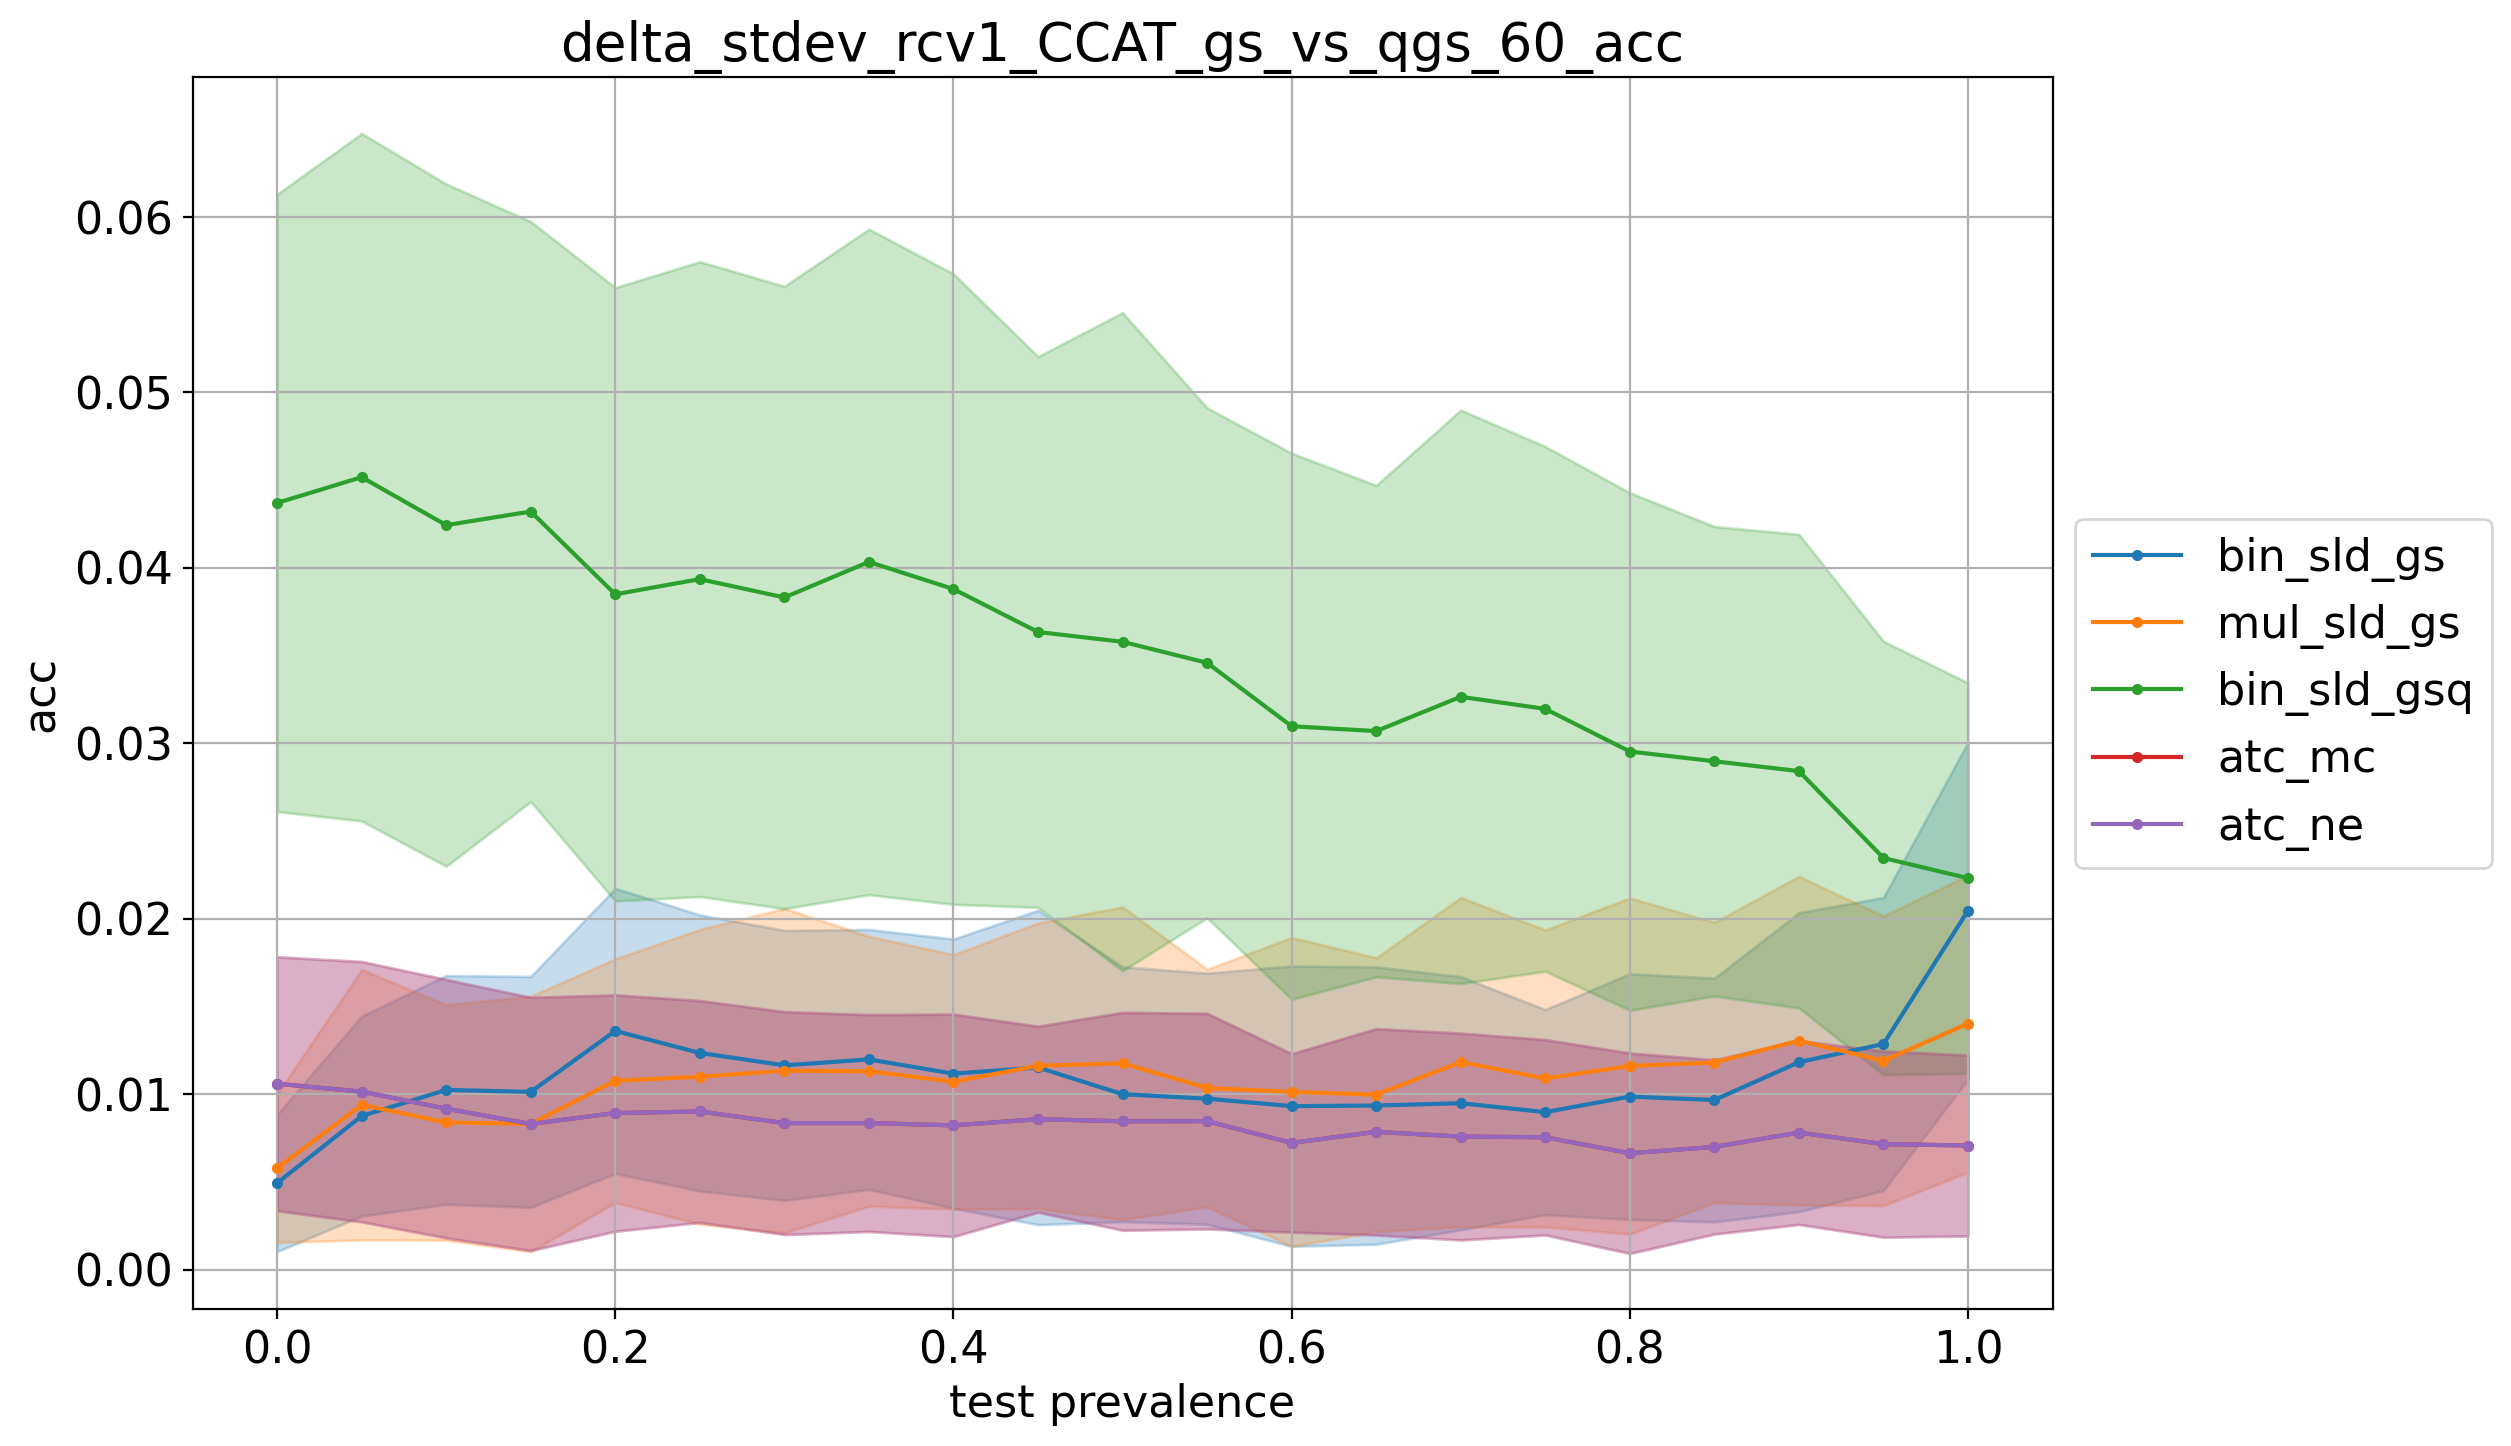 delta_stdev_rcv1_CCAT_gs_vs_qgs_60_acc
acc
0.06
0.05
0.04
0.03
0.02
0.01
0.00
0.0 0.2 0.4 0.6 0.8 1.0
test prevalence
bin_sld_gs
mul_sld_gs
bin_sld_gsq
atc_mc
atc_ne